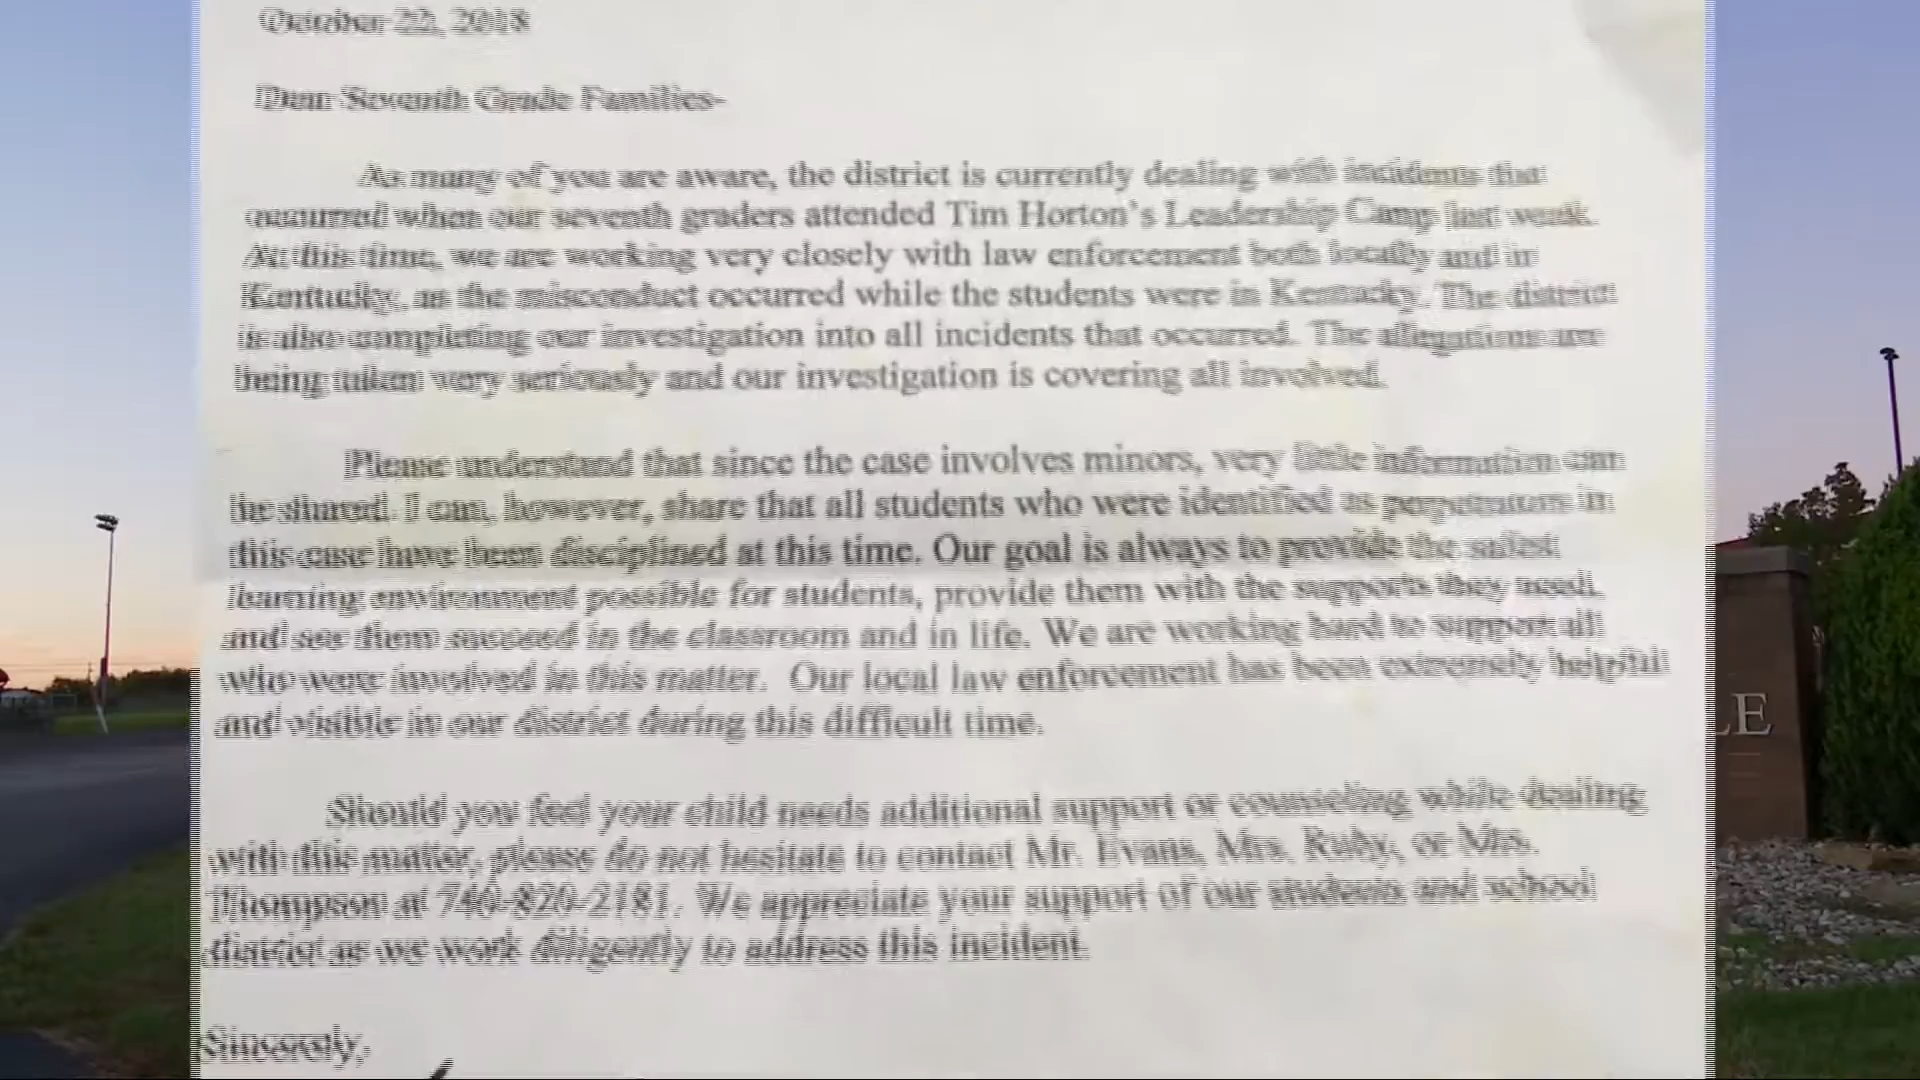 October 22, 2018
Dear Seventh Grade Families-
As many of you are aware, the district is currently dealing with incidents that
occurred when our seventh graders attended Tim Horton's Leadership Camp last week.
At this time, we are working very closely with law enforcement both locally and in
Kentucky, as the misconduct occurred while the students were in Kentucky. The district
is also completing our investigation into all incidents that occurred. The allegations are
being taken very seriously and our investigation is covering all involved.
Please understand that since the case involves minors, very little information can
be shared. I can, however, share that all students who were identified as perpetrators in
this case have been disciplined at this time. Our goal is always to provide the safest
learning environment possible for students, provide them with the supports they need,
and see them succeed in the classroom and in life. We are working hard to support all
who were involved in this matter. Our local law enforcement has been extremely helpful
and visible in our district during this difficult time.
Should you feel your child needs additional support or counseling while dealing
with this matter, please do not hesitate to contact Mr. Evans, Mrs. Ruby, or Mrs.
Thompson at 740-820-2181. We appreciate your support of our students and school
district as we work diligently to address this incident.
Sincerely,
LE